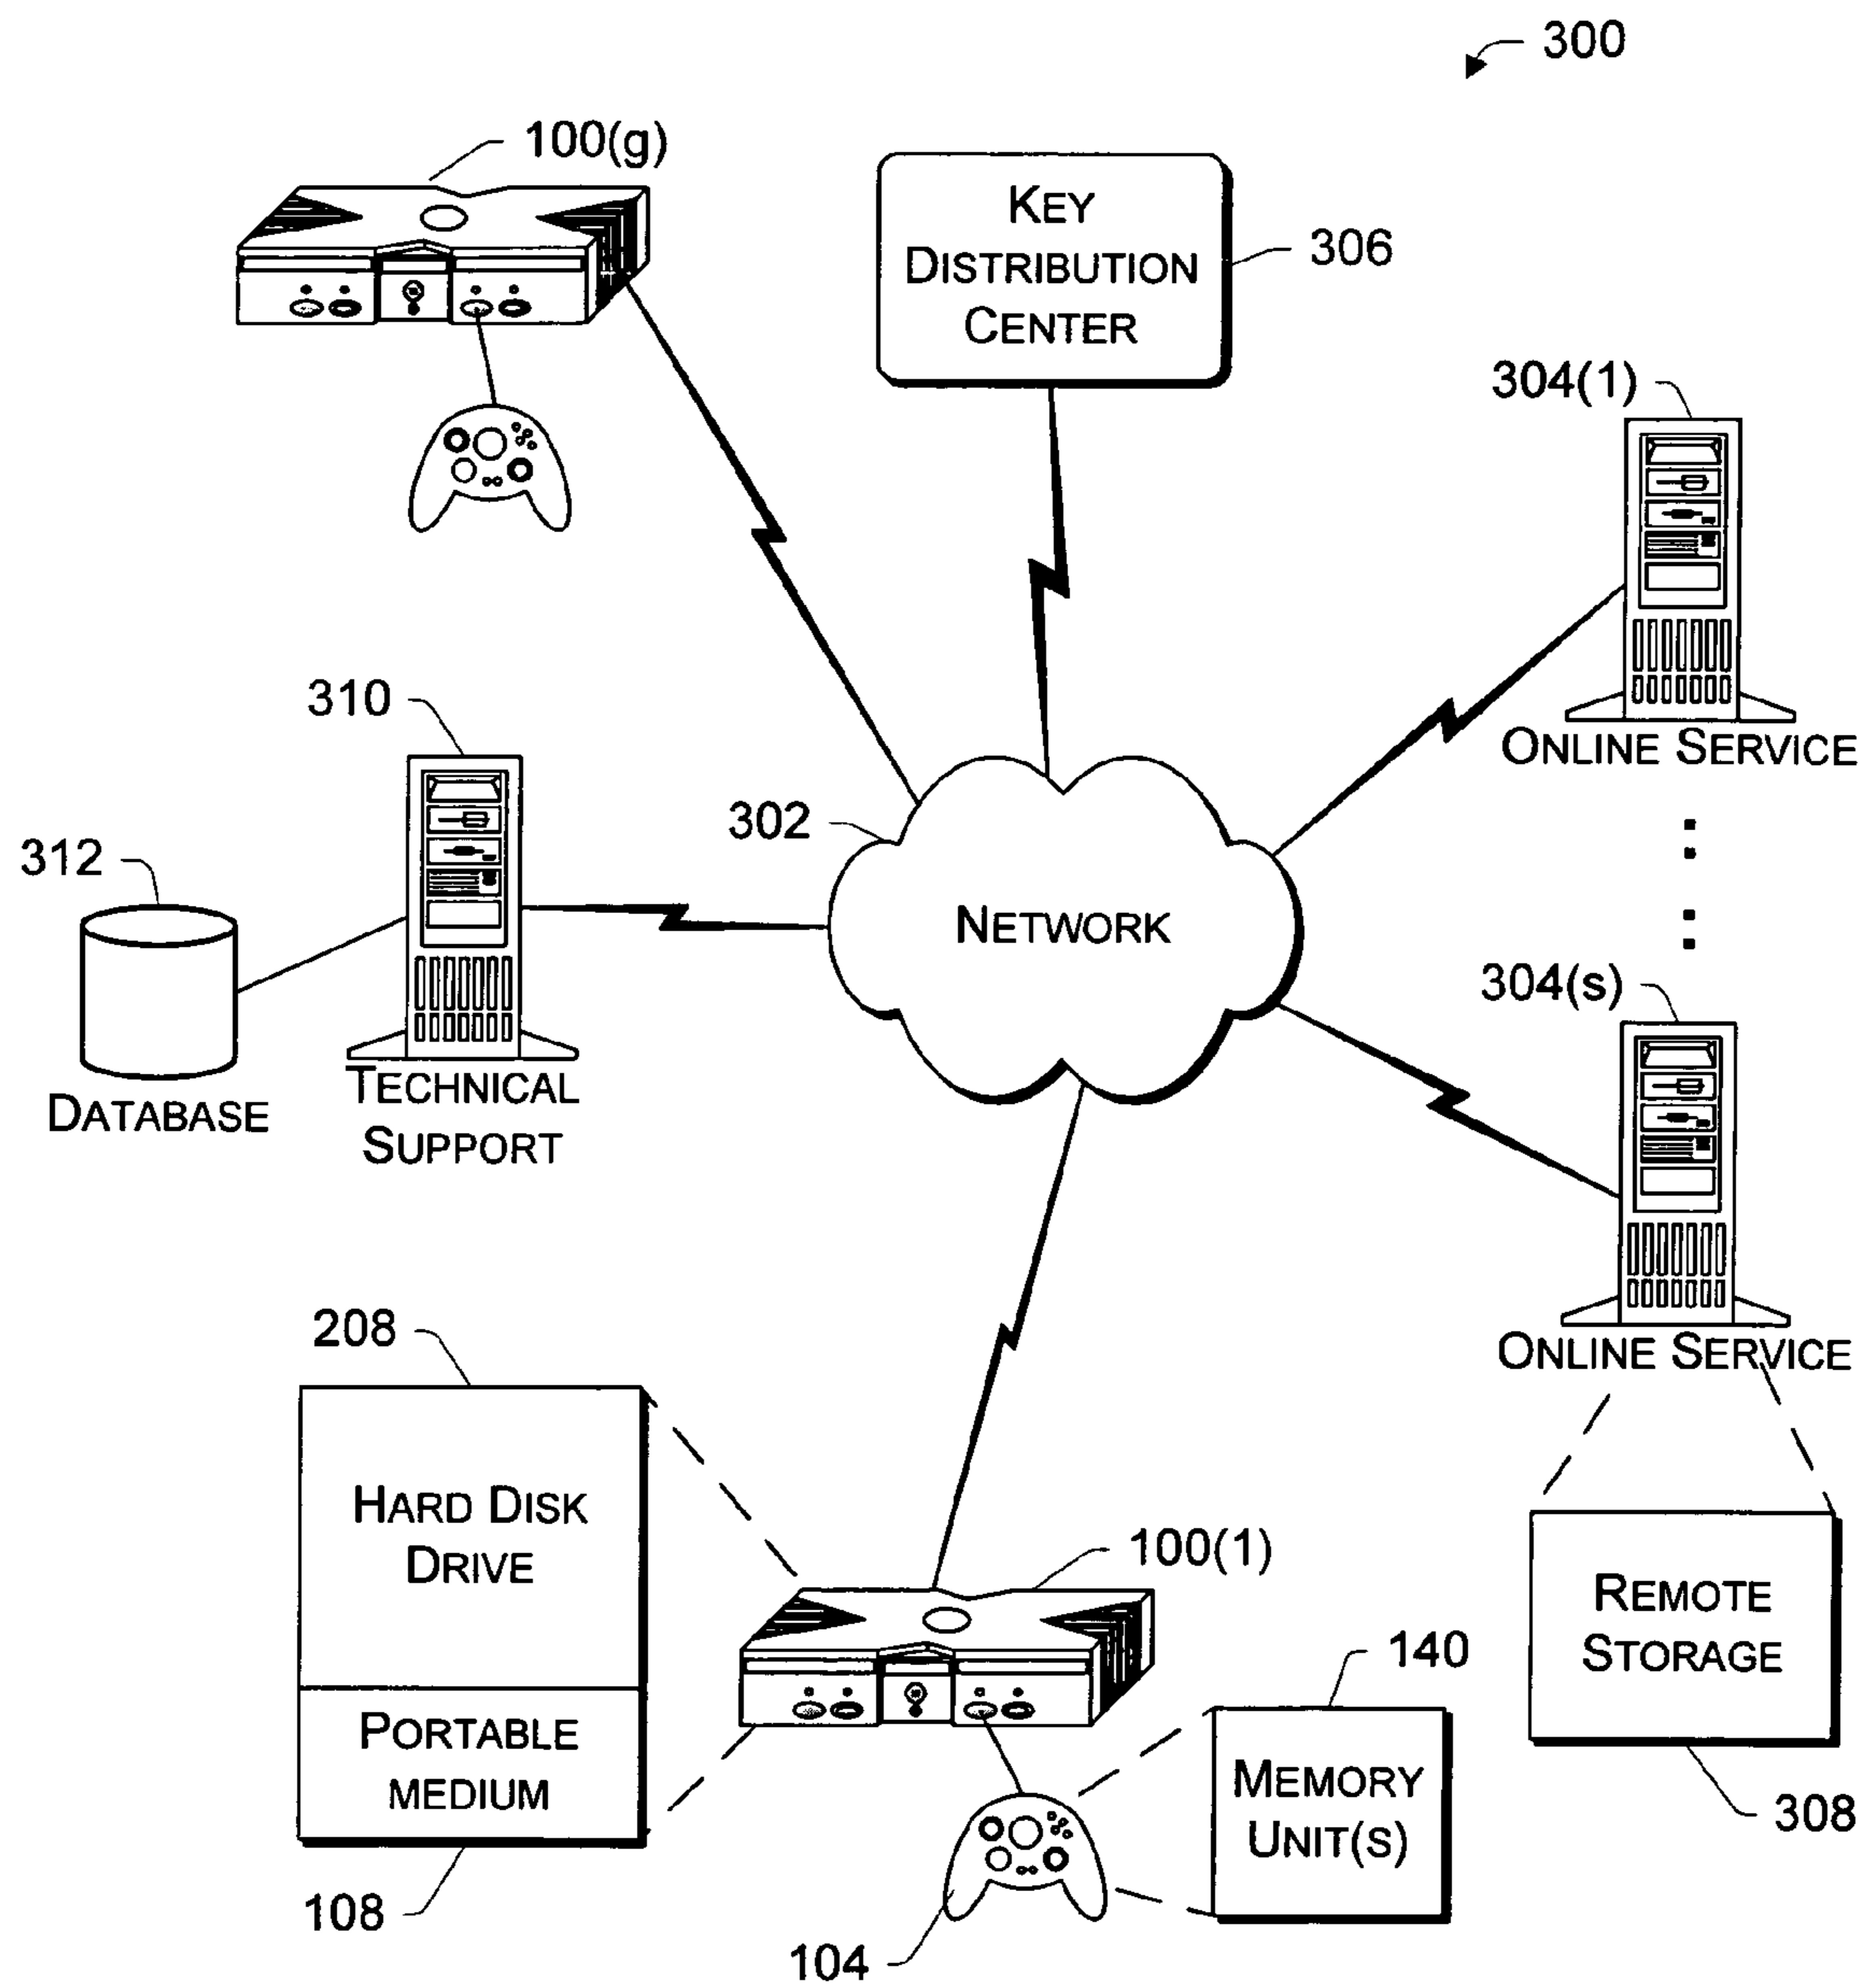 300
100(g)
KEY
DISTRIBUTION
CENTER
306
304(1)
ONLINE SERVICE
310
302
312
NETWORK
304(s)
DATABASE
TECHNICAL
SUPPORT
ONLINE SERVICE
208
HARD DISK
DRIVE
PORTABLE
MEDIUM
108
100(1)
140
REMOTE
STORAGE
MEMORY
UNIT(S)
308
104